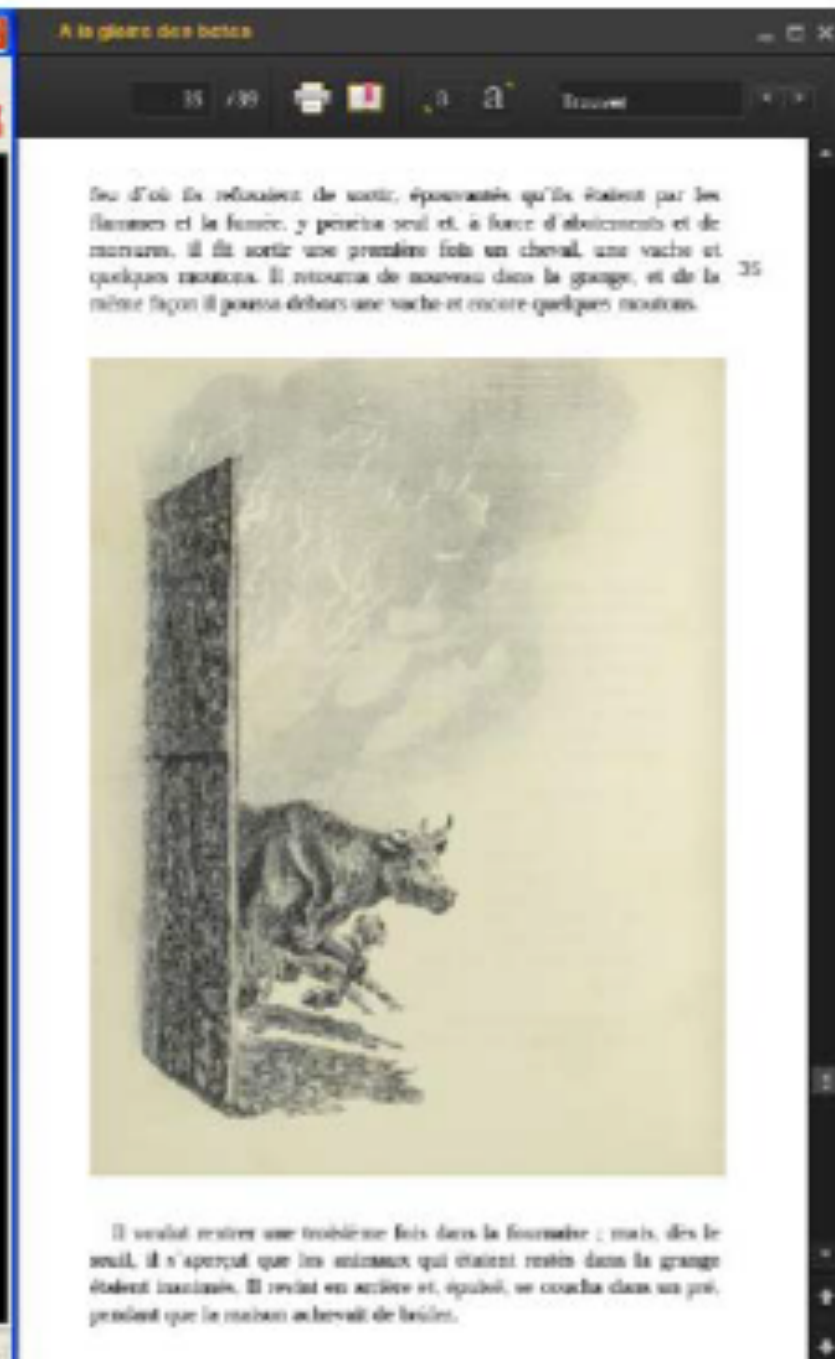 A la gloire des betes
35 /39 a a Trouver
feu d'où ils refusaient de sortir, épouvantés qu'ils étaient par les
flammes et la fumée, y pénétra seul et, à force d'aboiements et de
morsures, il fit sortir une première fois un cheval, une vache et
quelques moutons. Il retourna de nouveau dans la grange, et de la
même façon il poussa dehors une vache et encore quelques moutons.
35
Il voulut rentrer une troisième fois dans la fournaise ; mais, dès le
seuil, il s'aperçut que les animaux qui étaient restés dans la grange
étaient inanimés. Il revint en arrière et, épuisé, se coucha dans un pré,
pendant que la maison achevait de brûler.